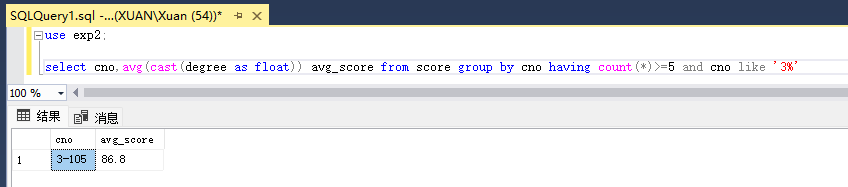 SQLQuery1.sql -...(XUAN\Xuan (54))*
use exp2;
select cno,avg(cast(degree as float)) avg_score from score group by cno having count(*)>=5 and cno like '3%'
100 %
结果 消息
cno avg_score
1 3-105 86.8